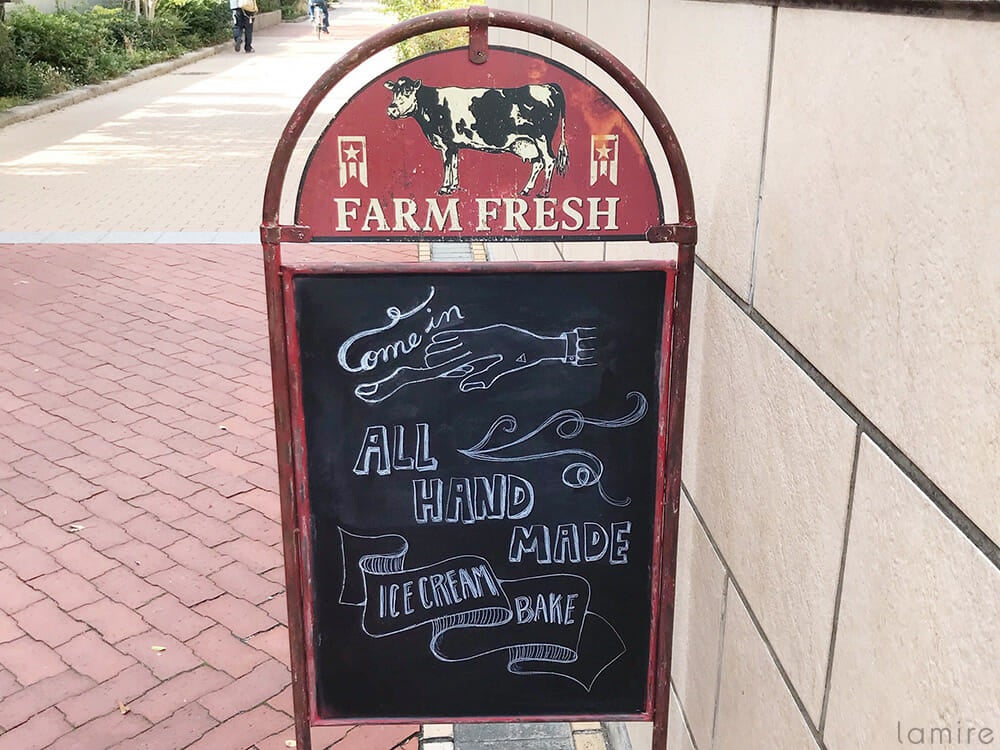 FARM FRESH
Come in
ALL
HAND
MADE
ICE CREAM
BAKE
lamire